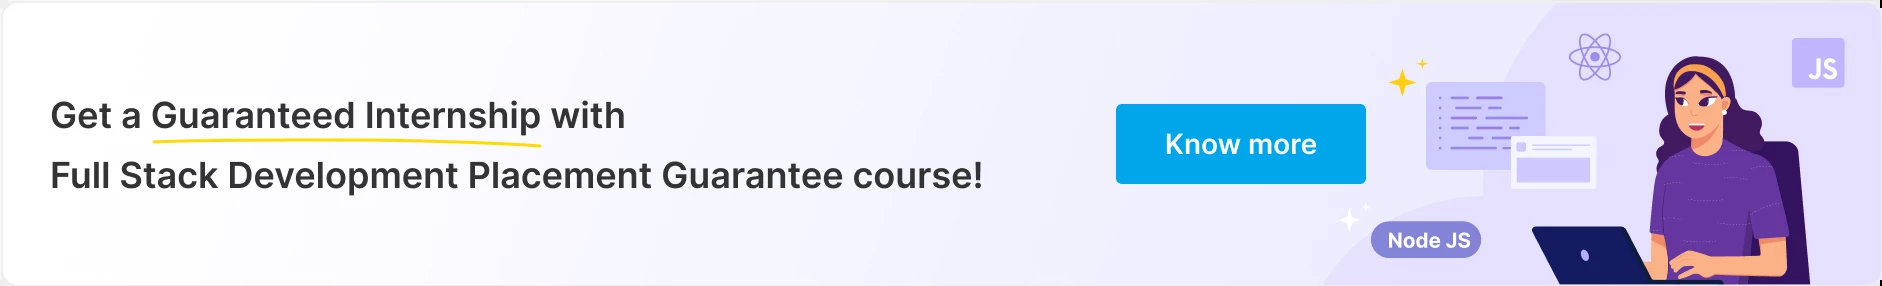 Get a Guaranteed Internship with
Full Stack Development Placement Guarantee course!
Know more
JS
Node JS